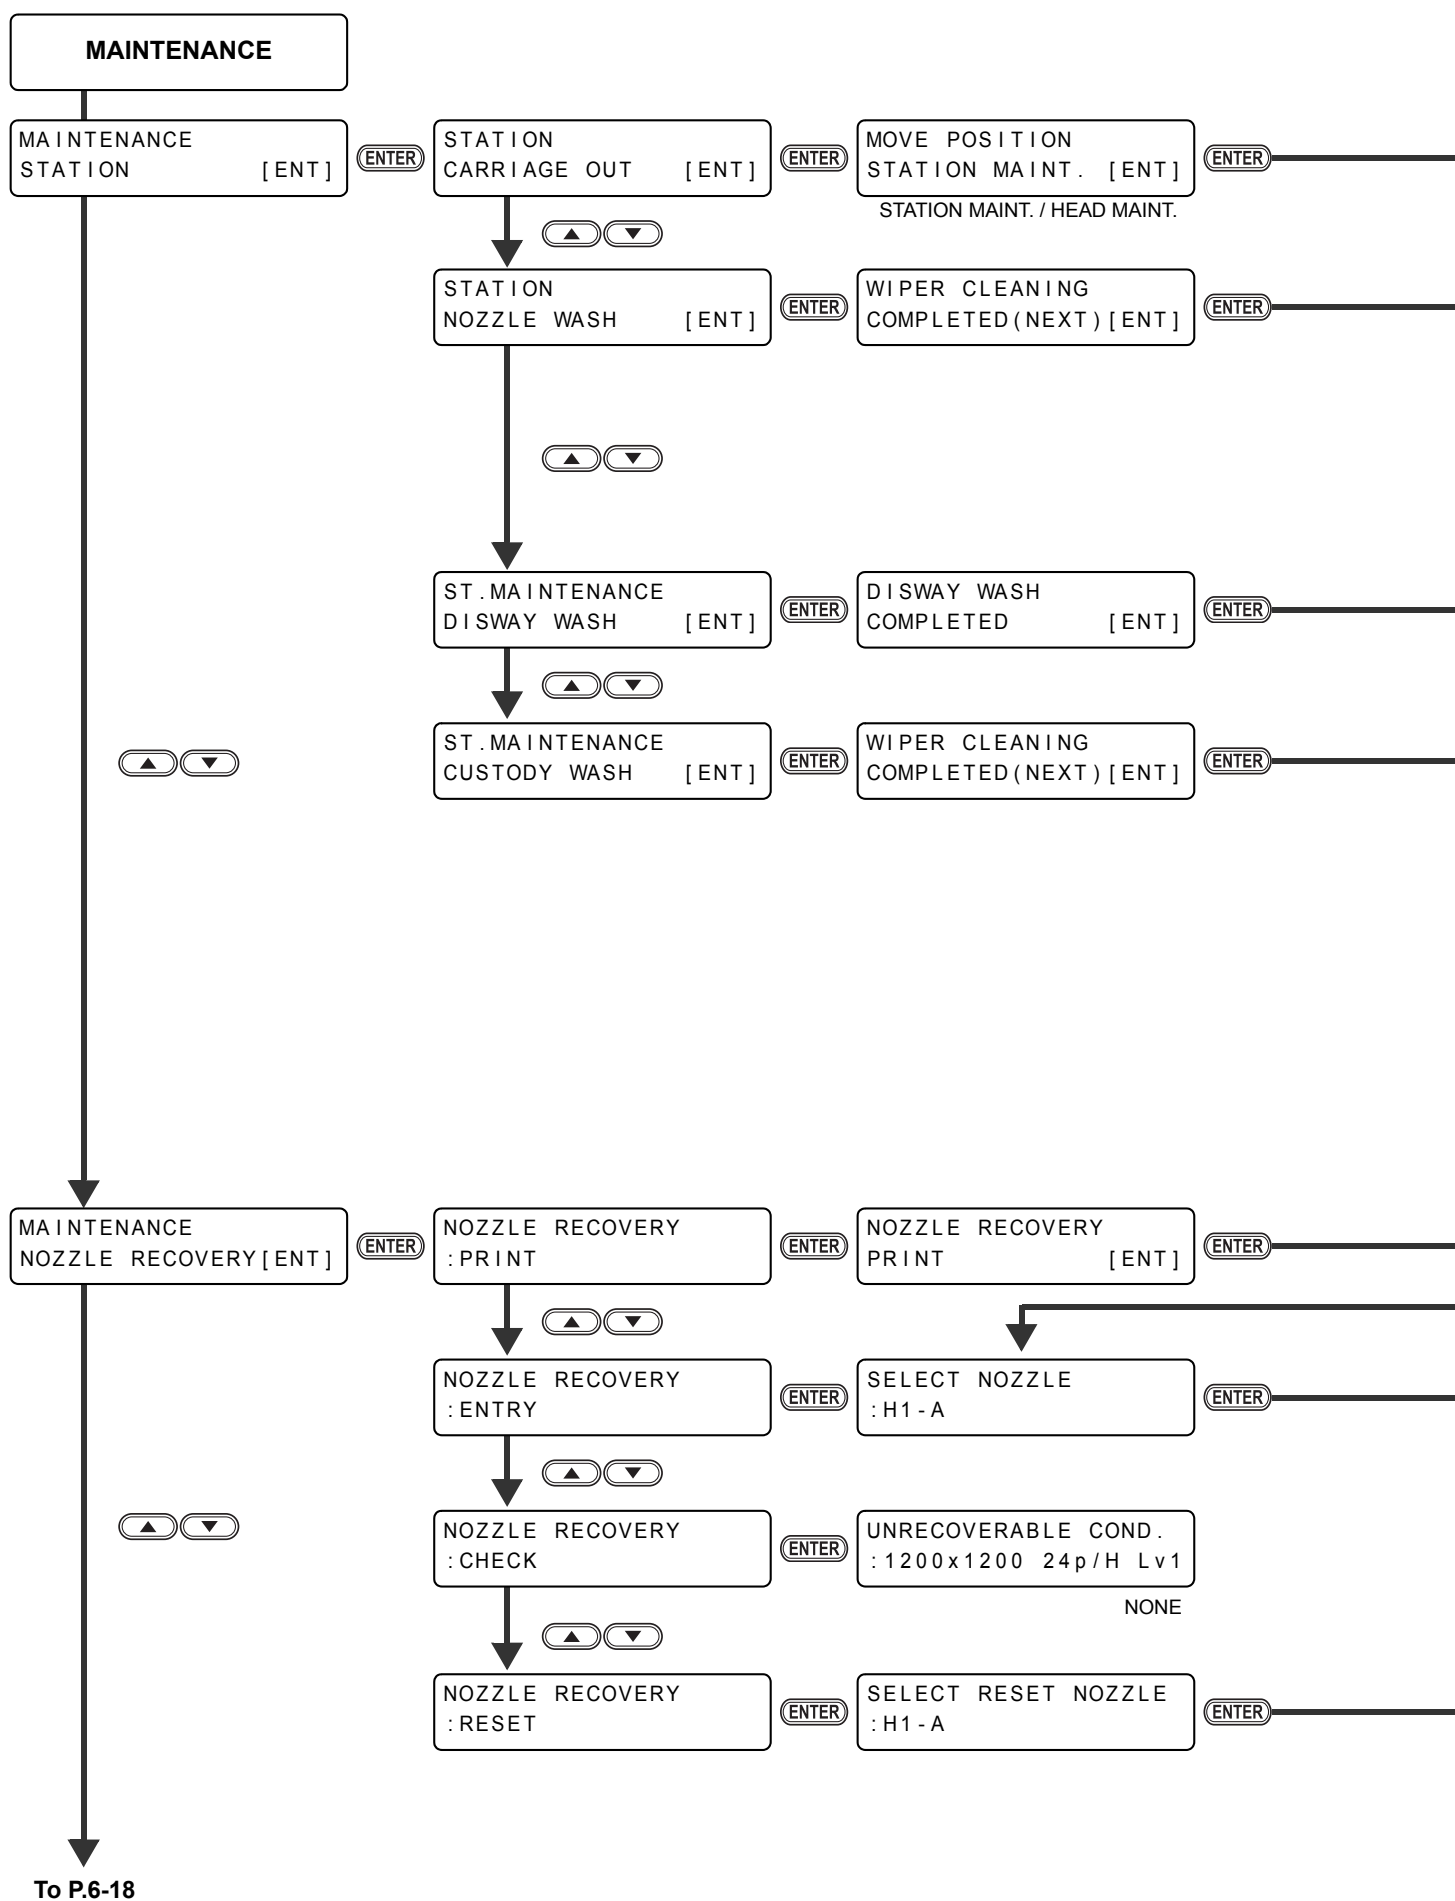 MAINTENANCE
MAINTENANCE
STATION [ENT]
ENTER
STATION
CARRIAGE OUT [ENT]
ENTER
MOVE POSITION
STATION MAINT. [ENT]
ENTER
STATION MAINT. / HEAD MAINT.
STATION
NOZZLE WASH [ENT]
ENTER
WIPER CLEANING
COMPLETED(NEXT)[ENT]
ENTER
ST.MAINTENANCE
DISWAY WASH [ENT]
ENTER
DISWAY WASH
COMPLETED [ENT]
ENTER
ST.MAINTENANCE
CUSTODY WASH [ENT]
ENTER
WIPER CLEANING
COMPLETED(NEXT)[ENT]
ENTER
MAINTENANCE
NOZZLE RECOVERY[ENT]
ENTER
NOZZLE RECOVERY
:PRINT
ENTER
NOZZLE RECOVERY
PRINT [ENT]
ENTER
NOZZLE RECOVERY
:ENTRY
ENTER
SELECT NOZZLE
:H1-A
ENTER
NOZZLE RECOVERY
:CHECK
ENTER
UNRECOVERABLE COND.
:1200x1200 24p/H Lv1
NONE
NOZZLE RECOVERY
:RESET
ENTER
SELECT RESET NOZZLE
:H1-A
ENTER
To P.6-18